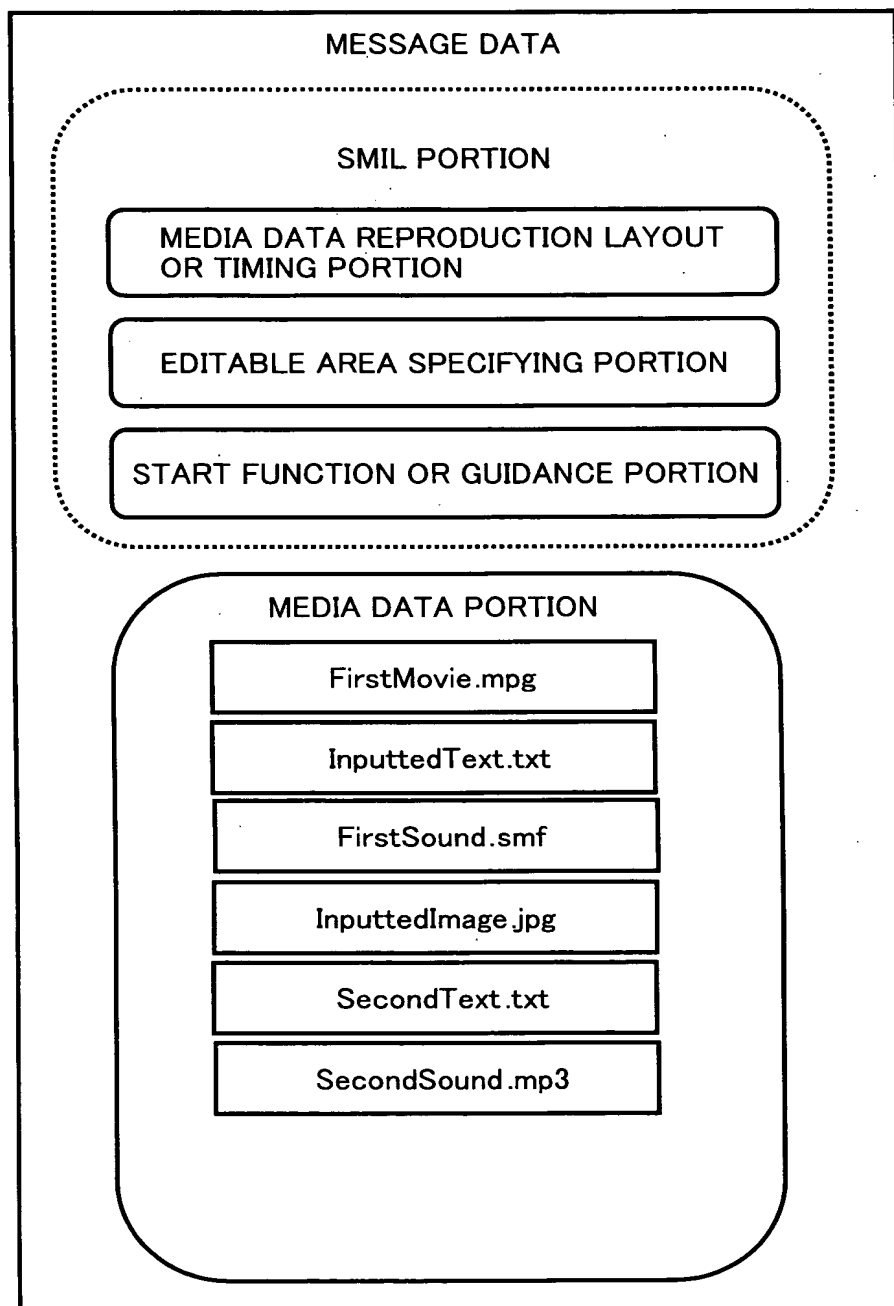 MESSAGE DATA
SMIL PORTION
MEDIA DATA REPRODUCTION LAYOUT
OR TIMING PORTION
EDITABLE AREA SPECIFYING PORTION
START FUNCTION OR GUIDANCE PORTION
MEDIA DATA PORTION
FirstMovie.mpg
InputtedText.txt
FirstSound.smf
InputtedImage.jpg
SecondText.txt
SecondSound.mp3